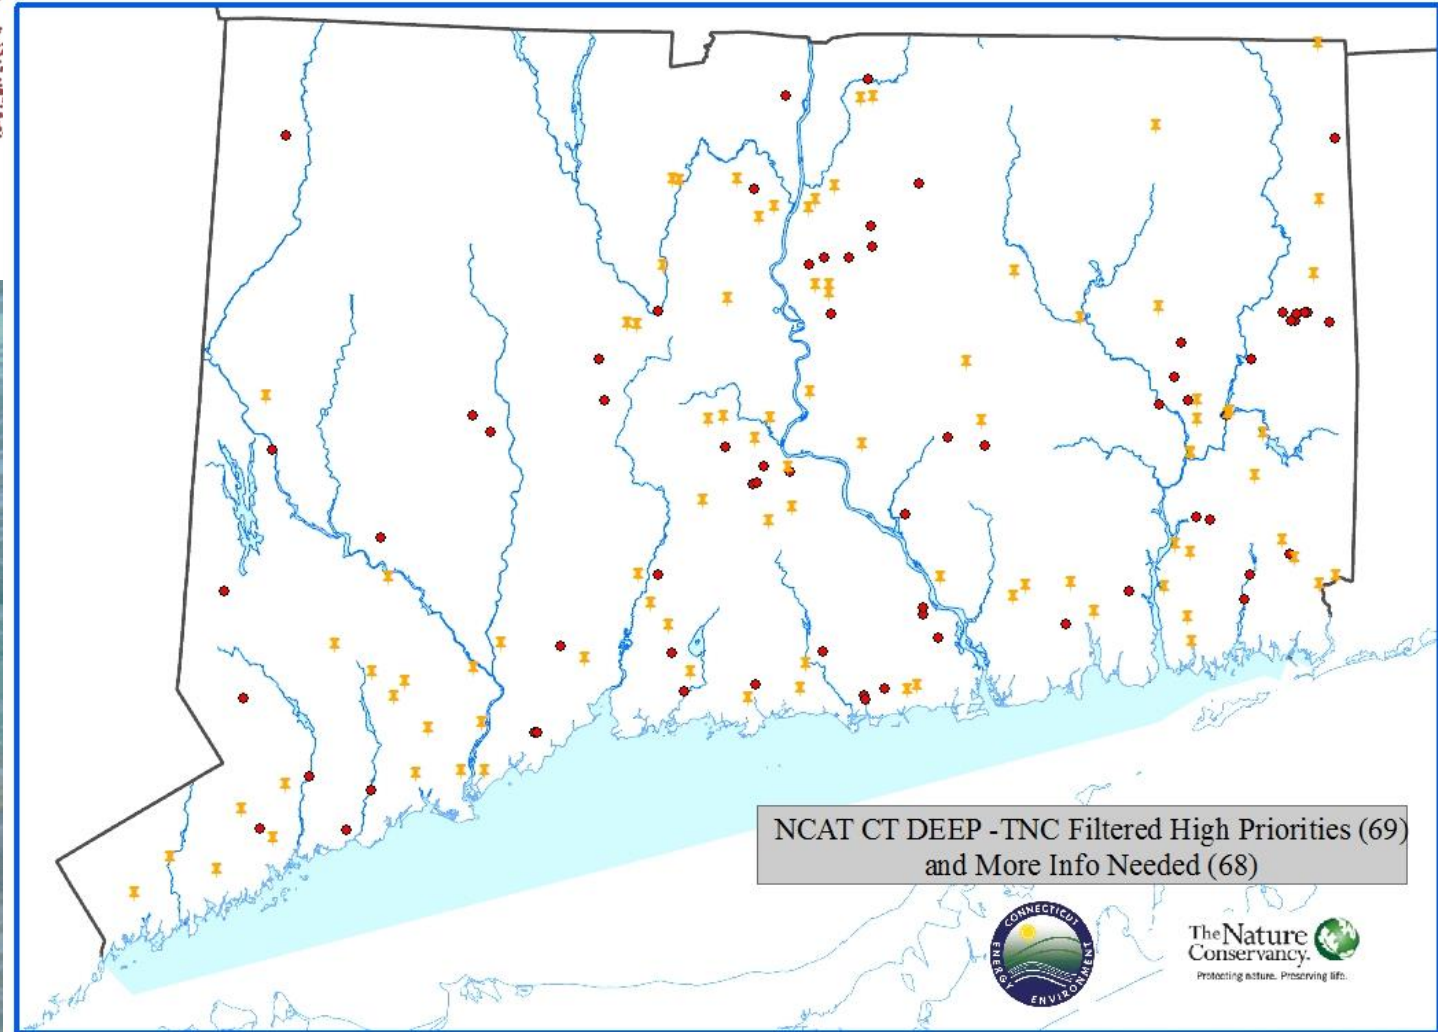 NCAT CT DEEP -TNC Filtered High Priorities (69)
and More Info Needed (68)
CONNECTICUT
ENERGY ENVIRONMENT
The Nature
Conservancy.
Protecting nature. Preserving life.